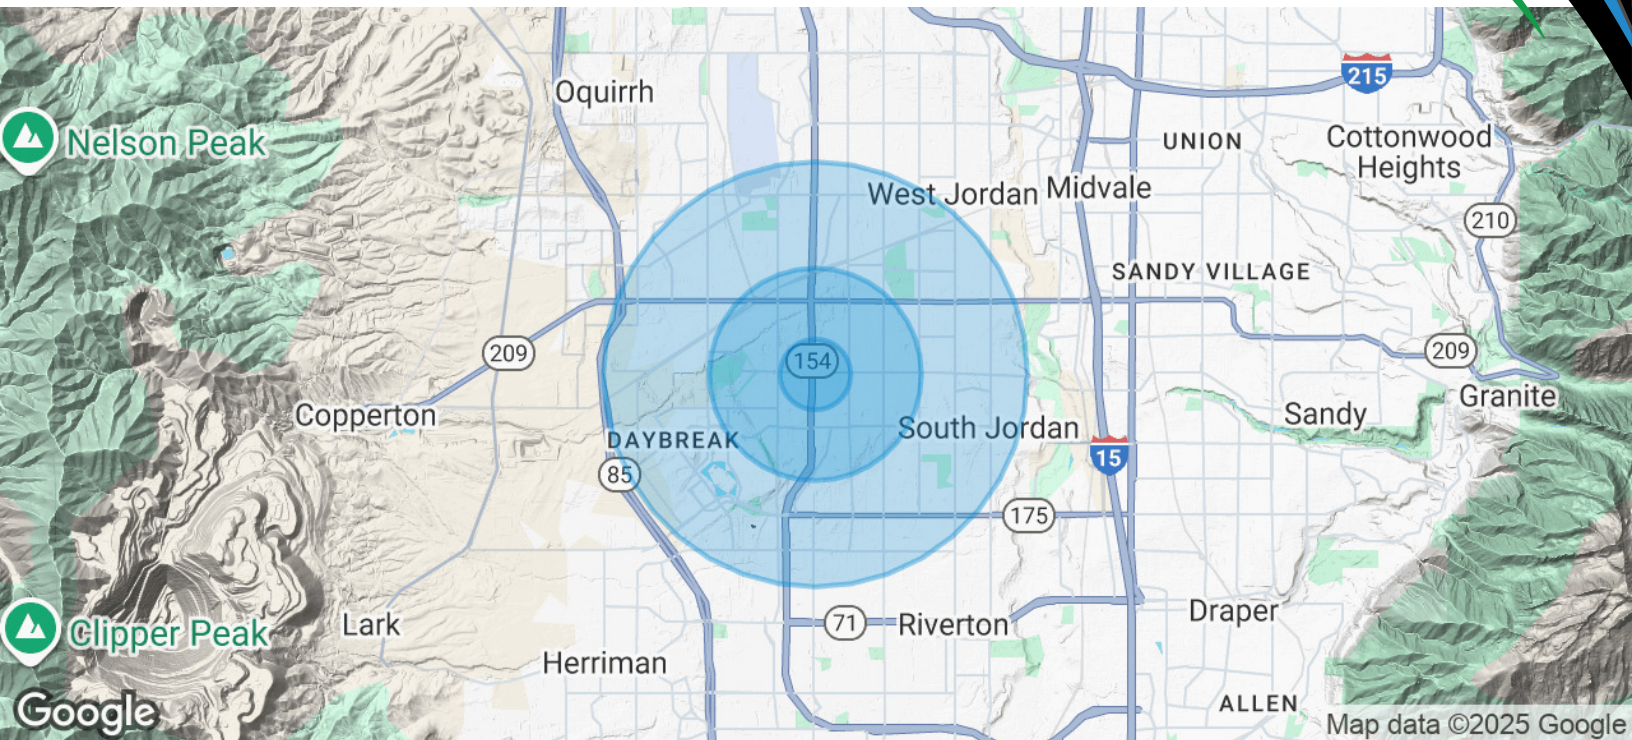 Oquirrh
215
Nelson Peak
UNION
Cottonwood
Heights
West Jordan
Midvale
210
SANDY VILLAGE
209
154
209
Granite
Copperton
Sandy
DAYBREAK
South Jordan
15
85
175
Clipper Peak
Lark
71
Riverton
Draper
Herriman
ALLEN
Google
Map data ©2025 Google